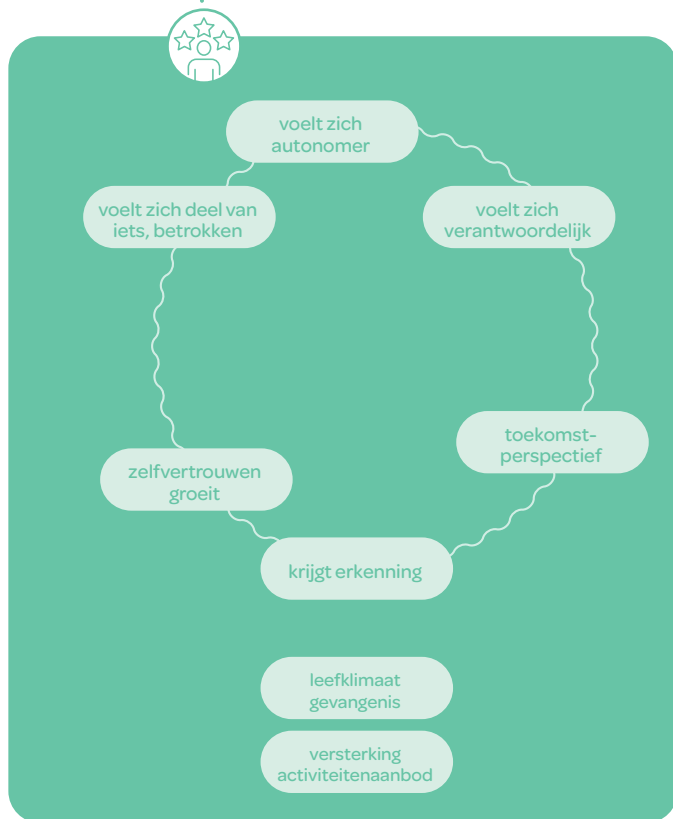 voelt zich
autonomer
voelt zich deel van
iets, betrokken
voelt zich
verantwoordelijk
toekomst-
perspectief
zelfvertrouwen
groeit
krijgt erkenning
leefklimaat
gevangenis
versterking
activiteitenaanbod